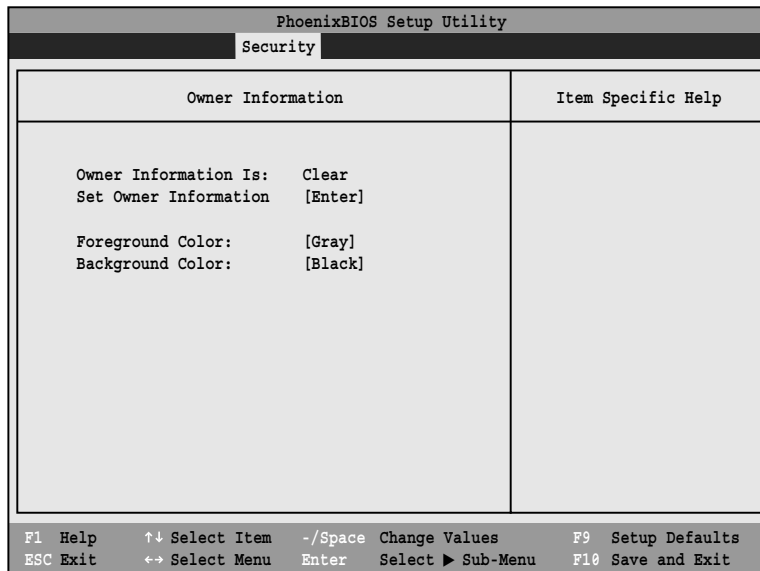 PhoenixBIOS Setup Utility
Security
Owner Information
Item Specific Help
Owner Information Is: Clear
Set Owner Information [Enter]
Foreground Color: [Gray]
Background Color: [Black]
F1 Help ↑↓ Select Item -/Space Change Values F9 Setup Defaults
ESC Exit ←→ Select Menu Enter Select ▶ Sub-Menu F10 Save and Exit